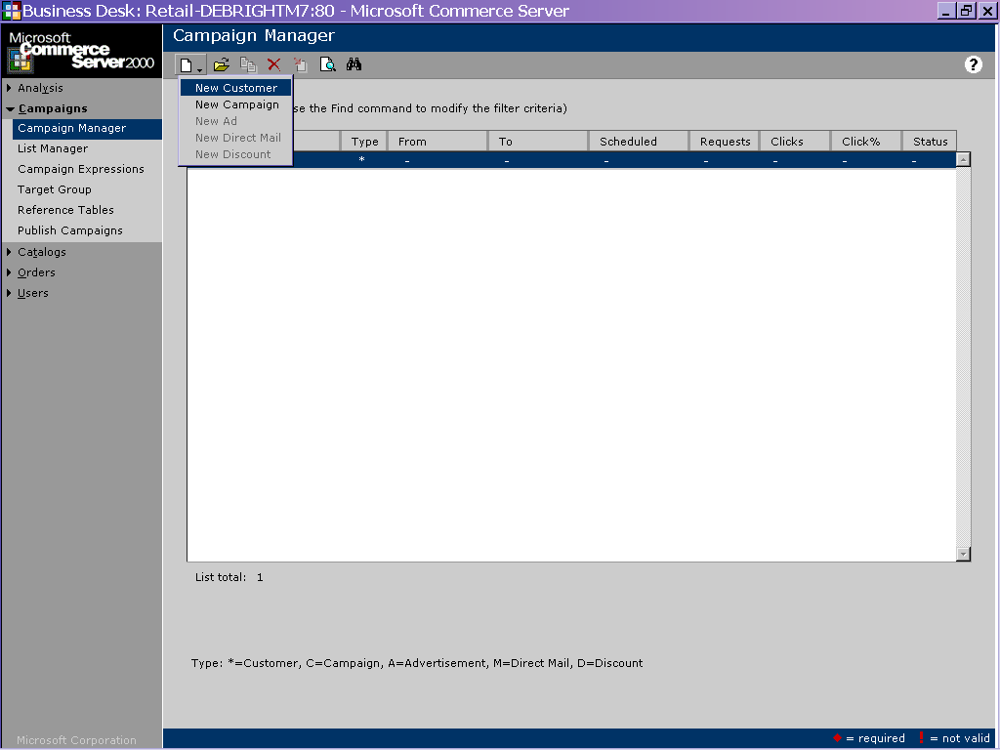 Business Desk: Retail-DEBRIGHTM7:80 - Microsoft Commerce Server
Microsoft
Commerce
Server2000
Campaign Manager
?
Analysis
Campaigns
Campaign Manager
List Manager
Campaign Expressions
Target Group
Reference Tables
Publish Campaigns
Catalogs
Orders
Users
New Customer
New Campaign
New Ad
New Direct Mail
New Discount
se the Find command to modify the filter criteria)
Type From To Scheduled Requests Clicks Click% Status
* - - - - - - -
List total: 1
Type: *=Customer, C=Campaign, A=Advertisement, M=Direct Mail, D=Discount
Microsoft Corporation
= required = not valid